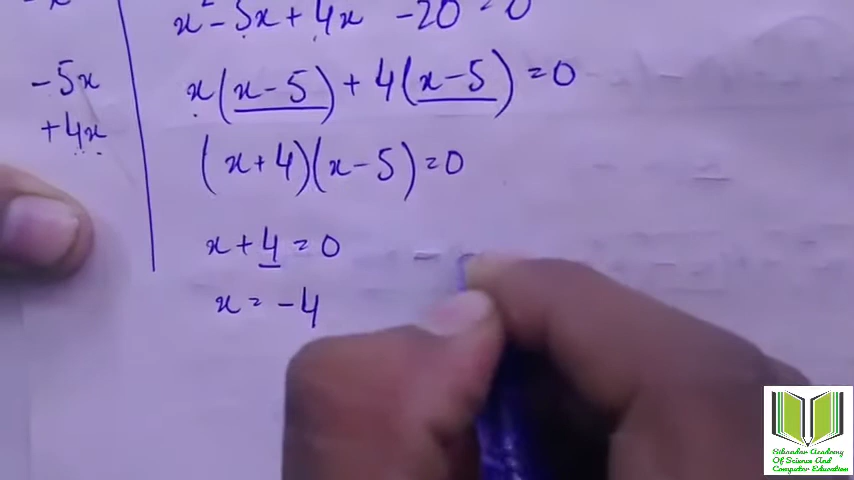 x² - 5x + 4x - 20 = 0
- 5x
x(x - 5) + 4(x - 5) = 0
+ 4x
(x + 4)(x - 5) = 0
x + 4 = 0
x = - 4
Sikandar Academy
Of Science And
Computer Education